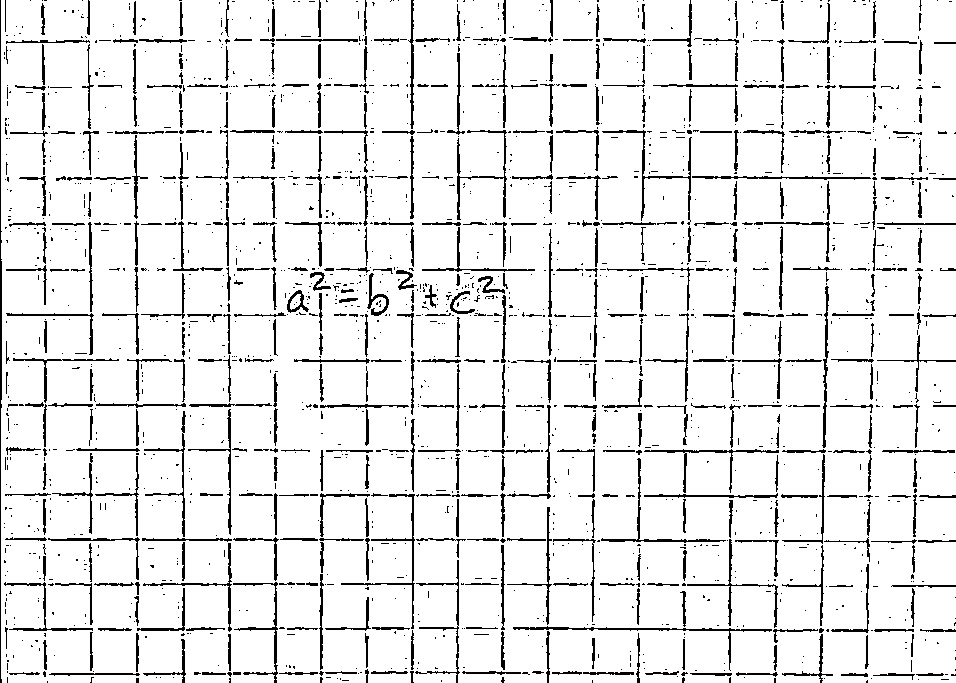 a² = b² + c²